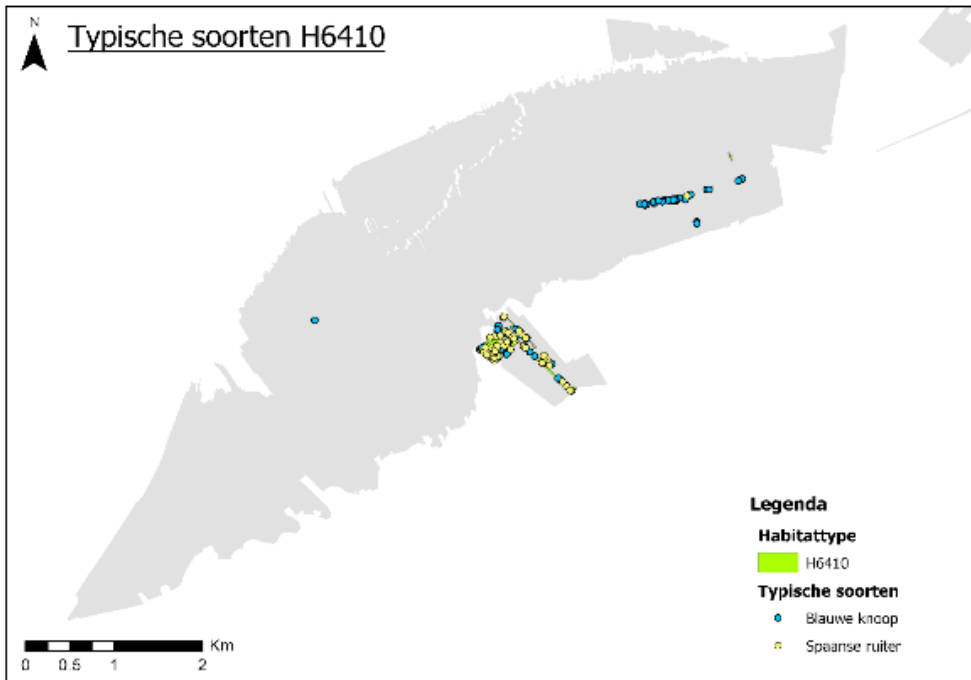 N
Typische soorten H6410
Legenda
Habitattype
H6410
Typische soorten
Blauwe knoop
Spaanse ruiter
Km
0 0.5 1 2